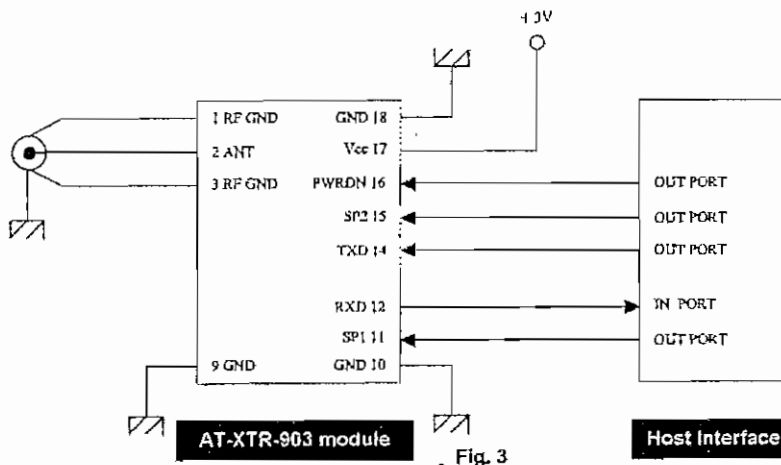 +3V
1 RF GND
GND 18
2 ANT
Vcc 17
3 RF GND
PWRDN 16
OUT PORT
SP2 15
OUT PORT
TXD 14
OUT PORT
RXD 12
IN PORT
SP1 11
OUT PORT
9 GND
GND 10
AT-XTR-903 module
Host Interface
Fig. 3